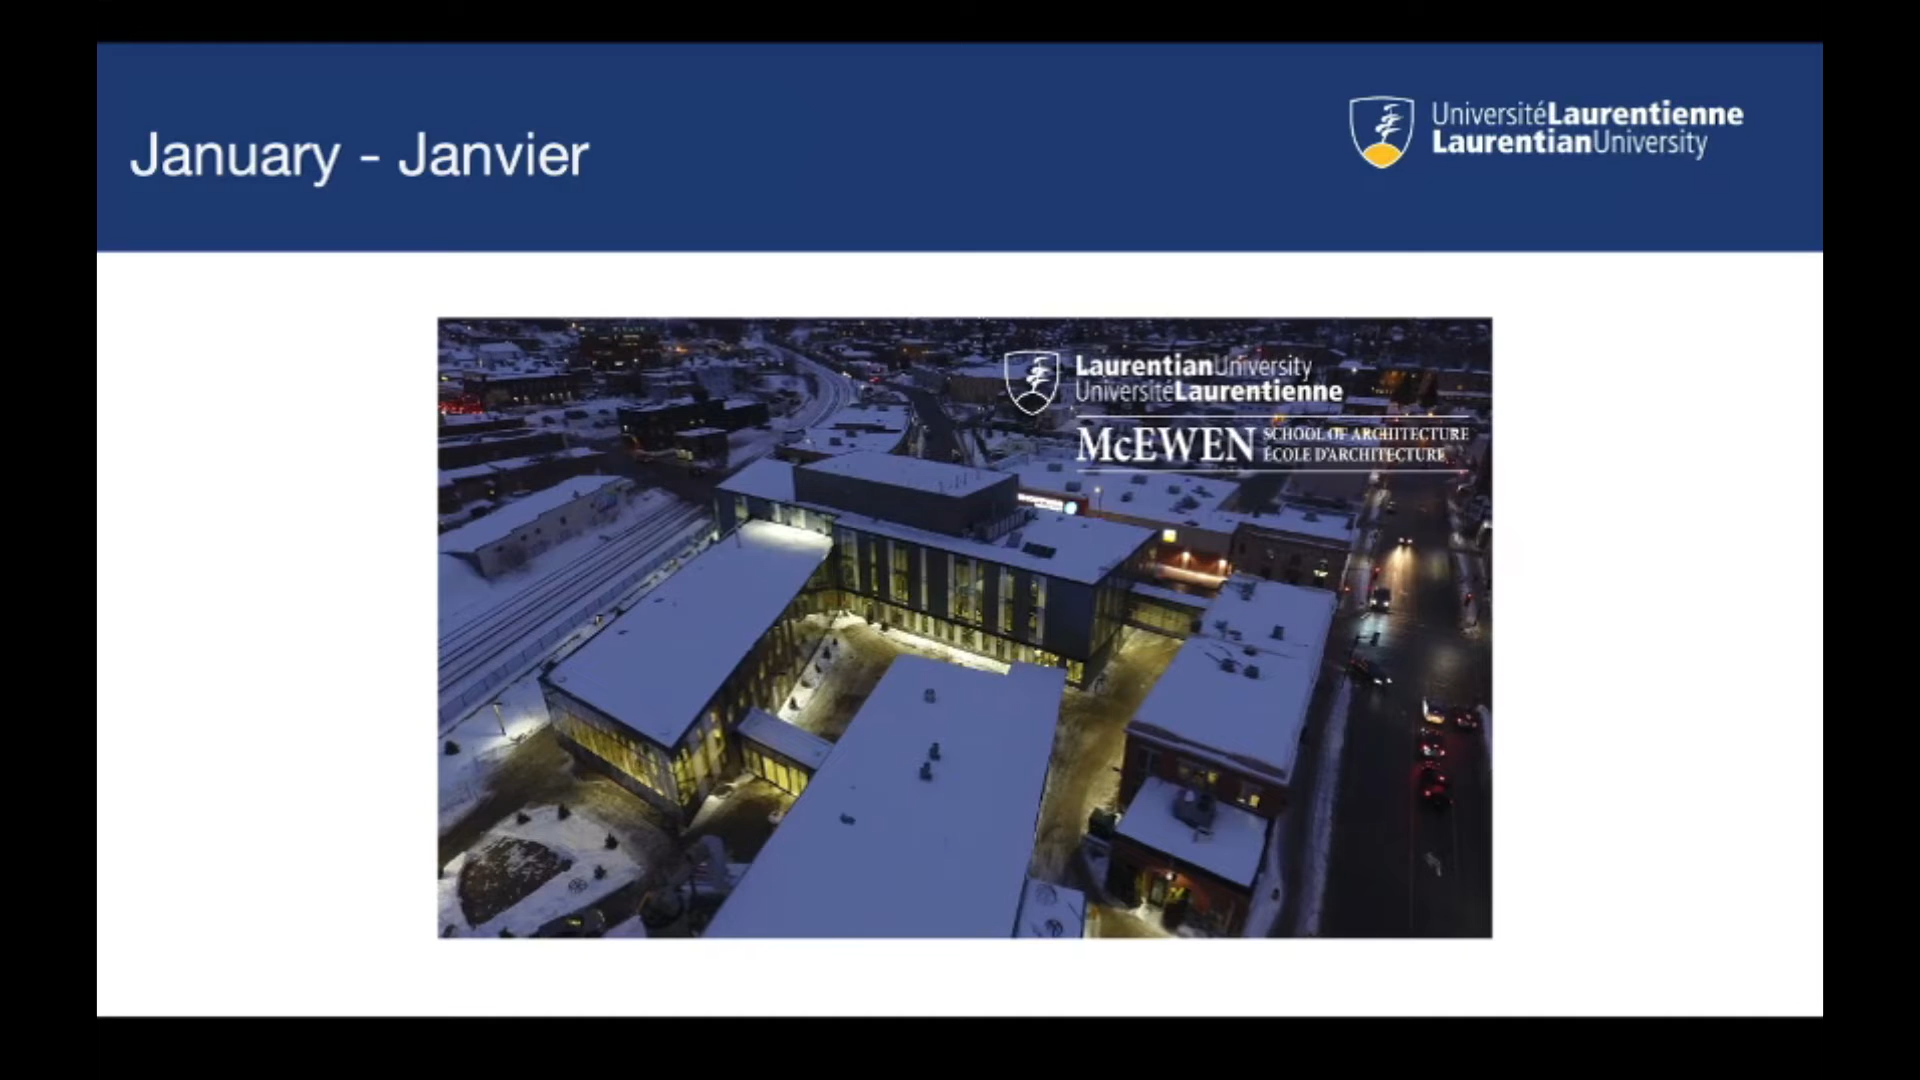 January - Janvier
UniversitéLaurentienne
LaurentianUniversity
LaurentianUniversity
UniversitéLaurentienne
McEWEN SCHOOL OF ARCHITECTURE
ÉCOLE D'ARCHITECTURE